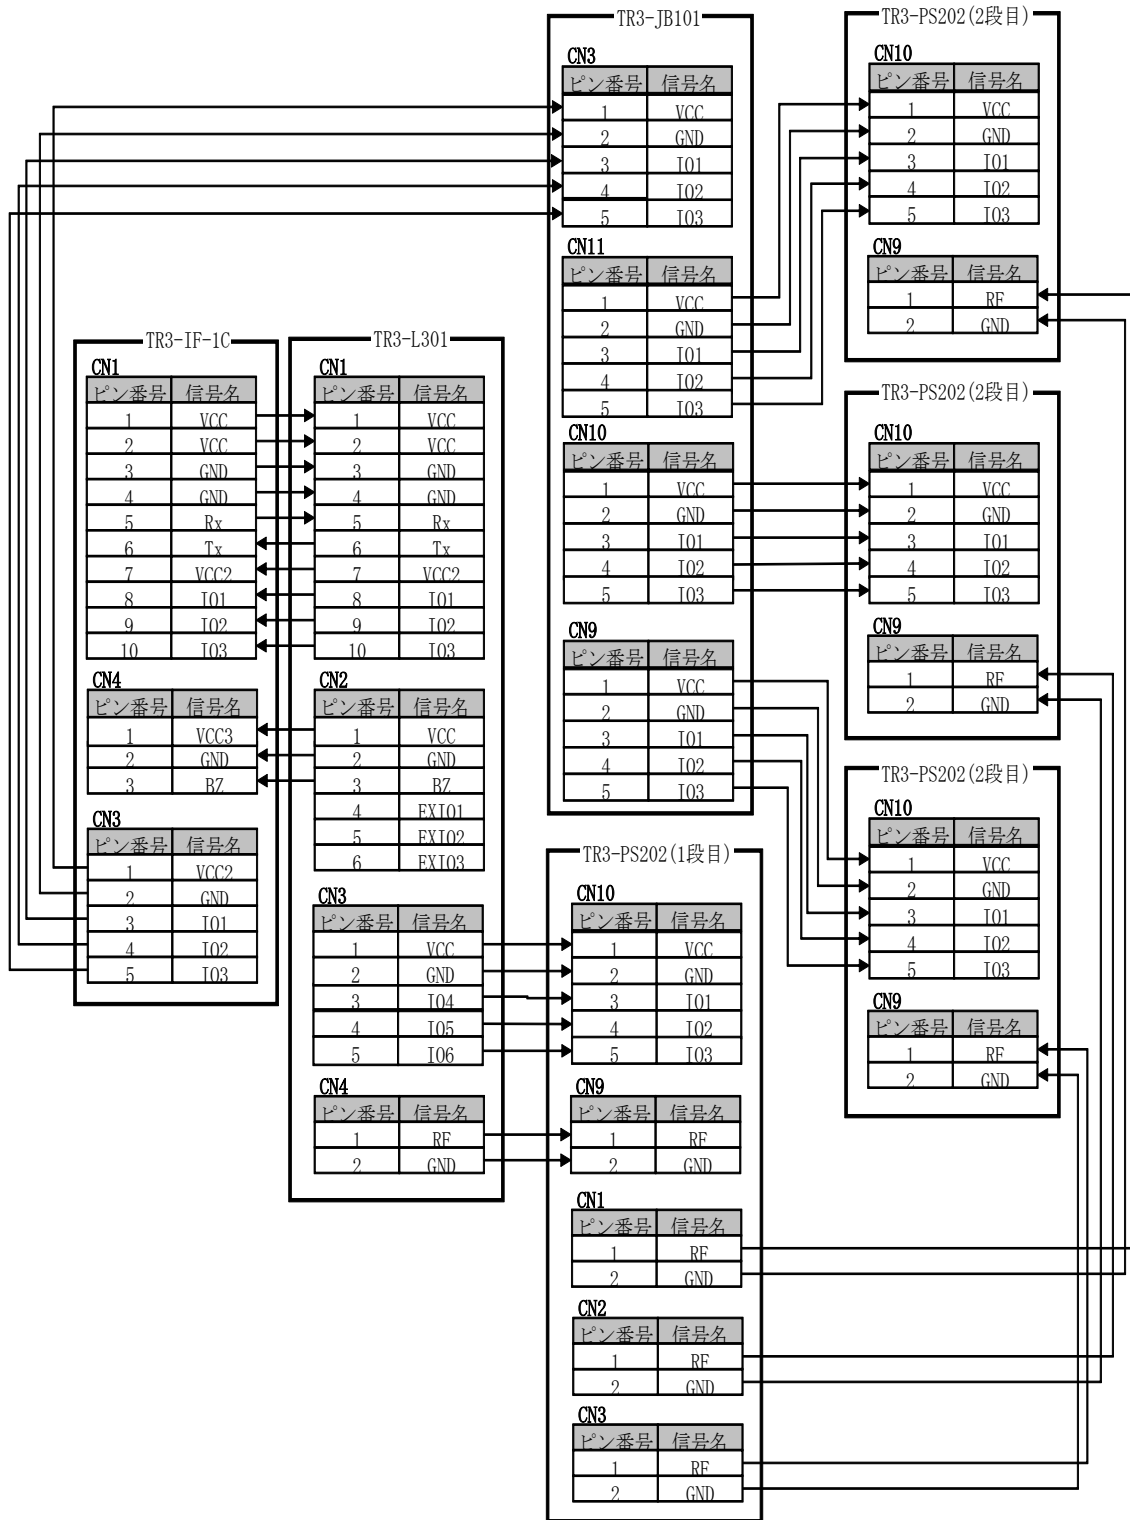 TR3-JB101
CN3
ピン番号 信号名
1 VCC
2 GND
3 IO1
4 IO2
5 IO3
CN11
ピン番号 信号名
1 VCC
2 GND
3 IO1
4 IO2
5 IO3
CN10
ピン番号 信号名
1 VCC
2 GND
3 IO1
4 IO2
5 IO3
CN9
ピン番号 信号名
1 VCC
2 GND
3 IO1
4 IO2
5 IO3
TR3-PS202(2段目)
CN10
ピン番号 信号名
1 VCC
2 GND
3 IO1
4 IO2
5 IO3
CN9
ピン番号 信号名
1 RF
2 GND
TR3-PS202(2段目)
CN10
ピン番号 信号名
1 VCC
2 GND
3 IO1
4 IO2
5 IO3
CN9
ピン番号 信号名
1 RF
2 GND
TR3-PS202(2段目)
CN10
ピン番号 信号名
1 VCC
2 GND
3 IO1
4 IO2
5 IO3
CN9
ピン番号 信号名
1 RF
2 GND
TR3-IF-1C
CN1
ピン番号 信号名
1 VCC
2 VCC
3 GND
4 GND
5 Rx
6 Tx
7 VCC2
8 IO1
9 IO2
10 IO3
CN4
ピン番号 信号名
1 VCC3
2 GND
3 BZ
CN3
ピン番号 信号名
1 VCC2
2 GND
3 IO1
4 IO2
5 IO3
TR3-L301
CN1
ピン番号 信号名
1 VCC
2 VCC
3 GND
4 GND
5 Rx
6 Tx
7 VCC2
8 IO1
9 IO2
10 IO3
CN2
ピン番号 信号名
1 VCC
2 GND
3 BZ
4 EXIO1
5 EXIO2
6 EXIO3
CN3
ピン番号 信号名
1 VCC
2 GND
3 IO4
4 IO5
5 IO6
CN4
ピン番号 信号名
1 RF
2 GND
TR3-PS202(1段目)
CN10
ピン番号 信号名
1 VCC
2 GND
3 IO1
4 IO2
5 IO3
CN9
ピン番号 信号名
1 RF
2 GND
CN1
ピン番号 信号名
1 RF
2 GND
CN2
ピン番号 信号名
1 RF
2 GND
CN3
ピン番号 信号名
1 RF
2 GND